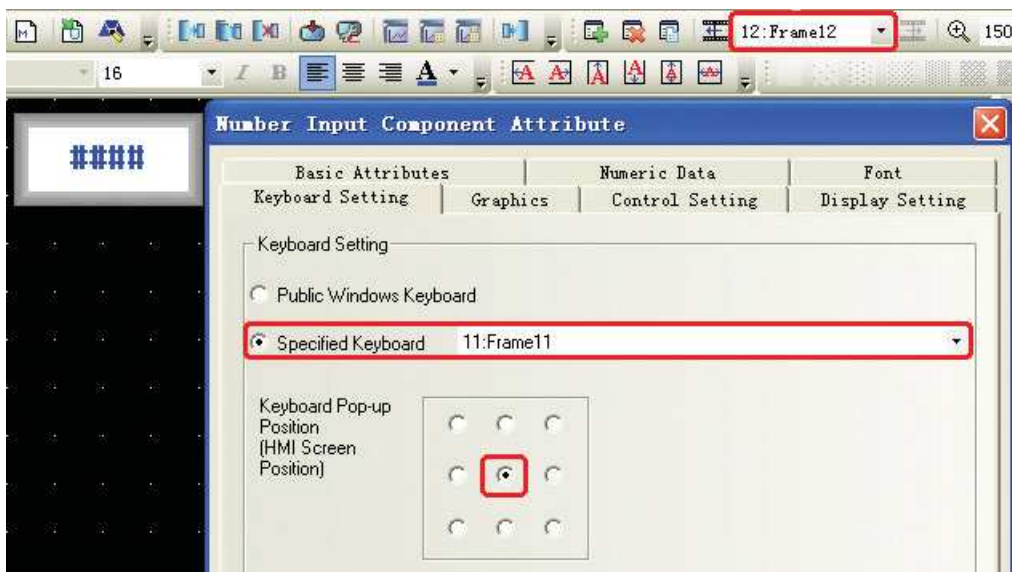 12:Frame12 150
16 I B A
Number Input Component Attribute
####
Basic Attributes Numeric Data Font
Keyboard Setting Graphics Control Setting Display Setting
Keyboard Setting
Public Windows Keyboard
Specified Keyboard 11:Frame11
Keyboard Pop-up
Position
(HMI Screen
Position)